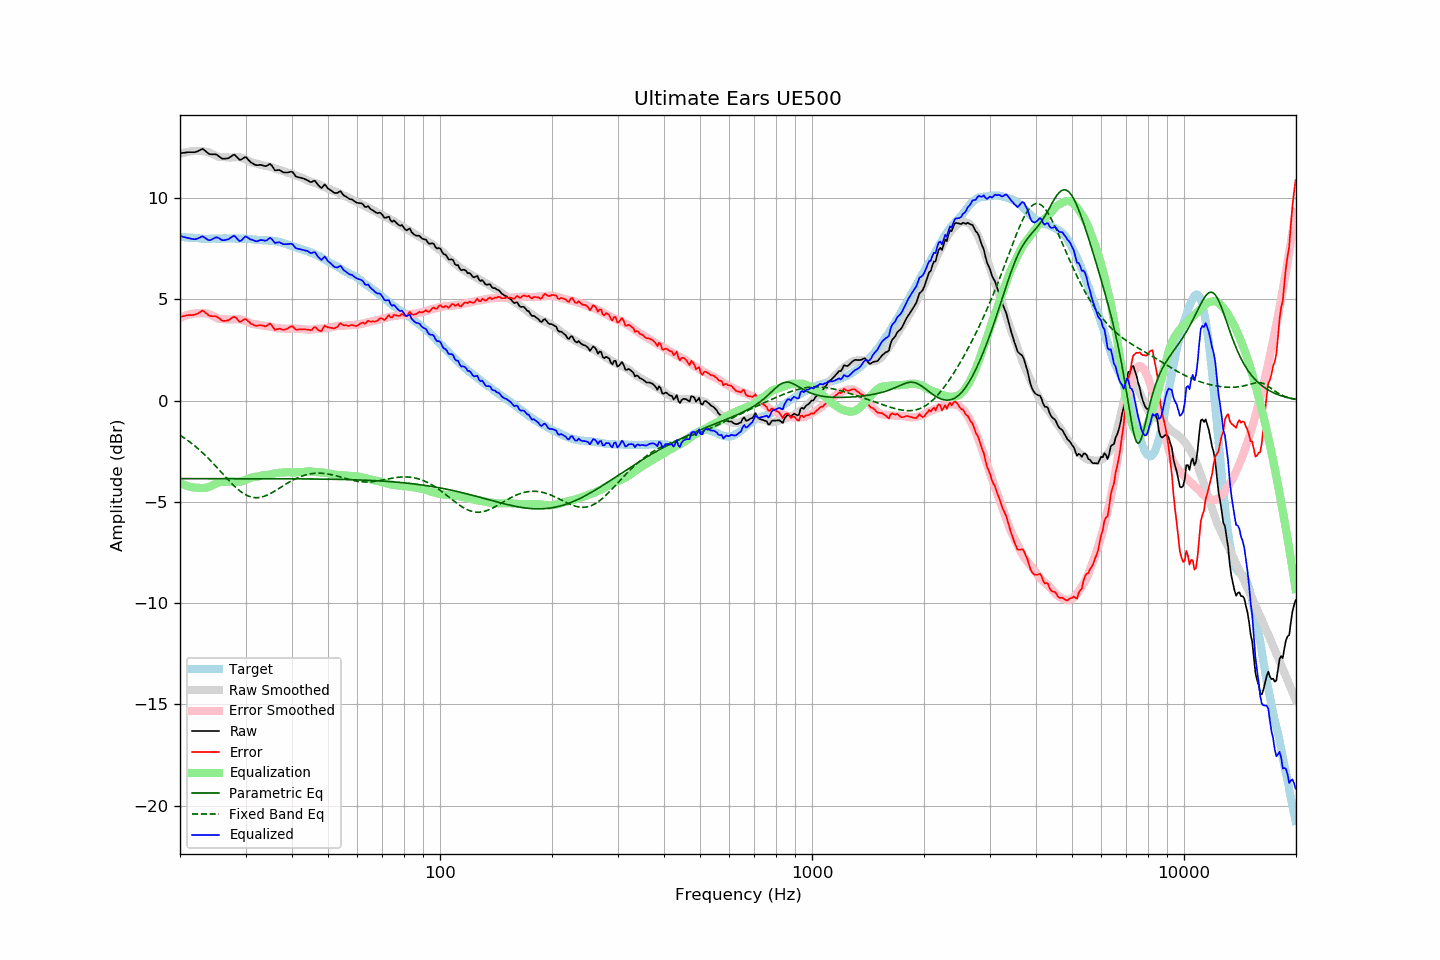 Ultimate Ears UE500
Amplitude (dBr)
10
5
0
−5
−10
−15
−20
Target
Raw Smoothed
Error Smoothed
Raw
Error
Equalization
Parametric Eq
Fixed Band Eq
Equalized
100
1000
10000
Frequency (Hz)